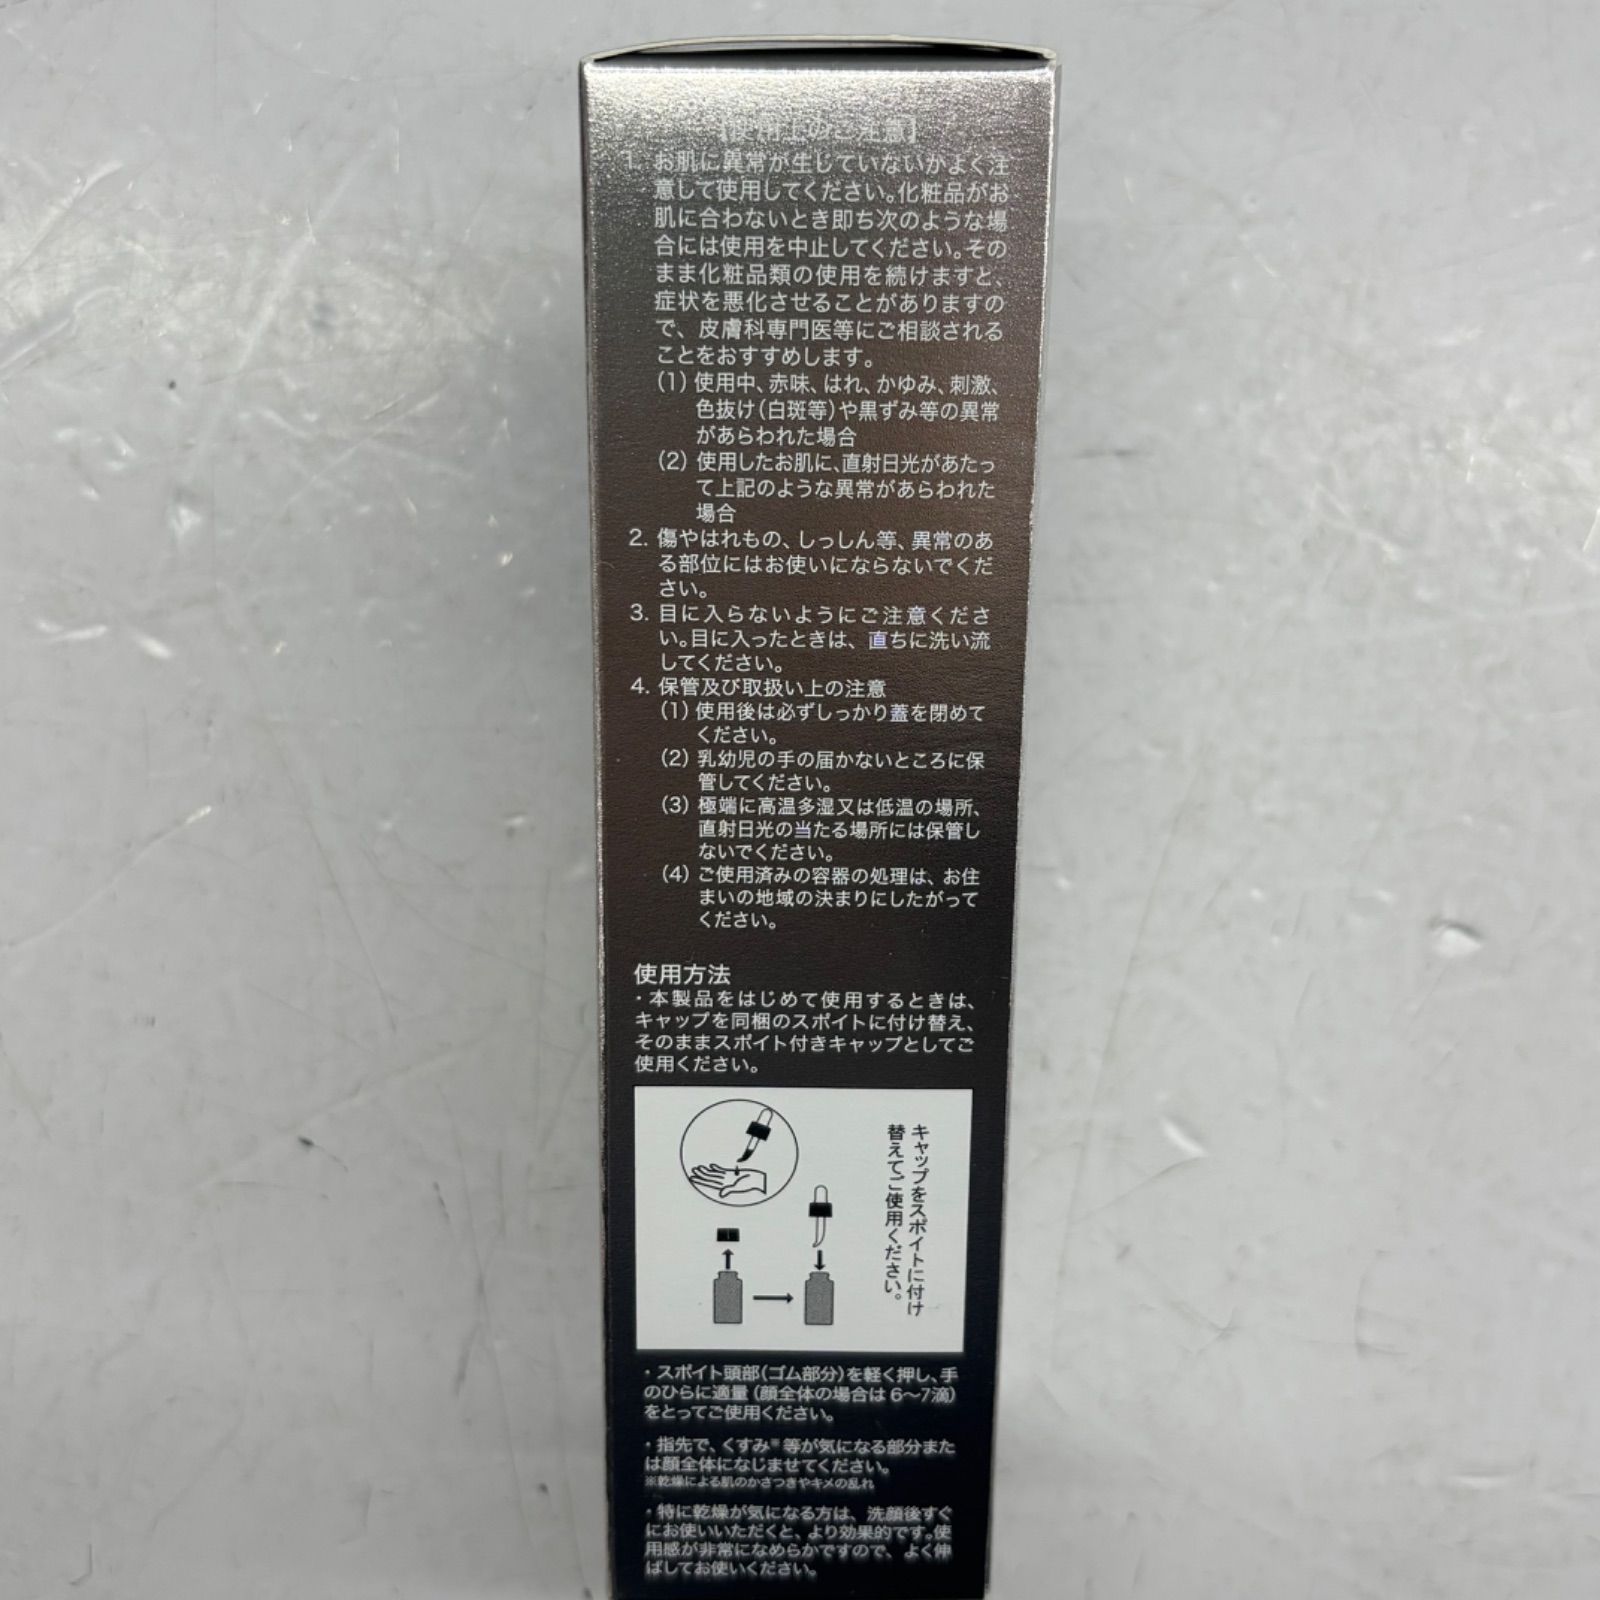 【使用上のご注意】
1. お肌に異常が生じていないかよく注
意して使用してください。化粧品がお
肌に合わないとき即ち次のような場
合には使用を中止してください。その
まま化粧品類の使用を続けますと、
症状を悪化させることがありますの
で、皮膚科専門医等にご相談される
ことをおすすめします。
(1) 使用中、赤味、はれ、かゆみ、刺激、
色抜け(白斑等)や黒ずみ等の異常
があらわれた場合
(2) 使用したお肌に、直射日光があたっ
て上記のような異常があらわれた
場合
2. 傷やはれもの、しっしん等、異常のあ
る部位にはお使いにならないでくだ
さい。
3. 目に入らないようにご注意くださ
い。目に入ったときは、直ちに洗い流
してください。
4. 保管及び取扱い上の注意
(1) 使用後は必ずしっかり蓋を閉めて
ください。
(2) 乳幼児の手の届かないところに保
管してください。
(3) 極端に高温多湿又は低温の場所、
直射日光の当たる場所には保管し
ないでください。
(4) ご使用済みの容器の処理は、お住
まいの地域の決まりにしたがって
ください。
使用方法
・本製品をはじめて使用するときは、
キャップを同梱のスポイトに付け替え、
そのままスポイト付きキャップとしてご
使用ください。
キャップをスポイトに付け
替えてご使用ください。
・スポイト頭部(ゴム部分)を軽く押し、手
のひらに適量(顔全体の場合は6〜7滴)
をとってご使用ください。
・指先で、くすみ※等が気になる部分また
は顔全体になじませてください。
※乾燥による肌のかさつきやキメの乱れ
・特に乾燥が気になる方は、洗顔後すぐ
にお使いいただくと、より効果的です。使
用感が非常になめらかですので、よく伸
ばしてお使いください。